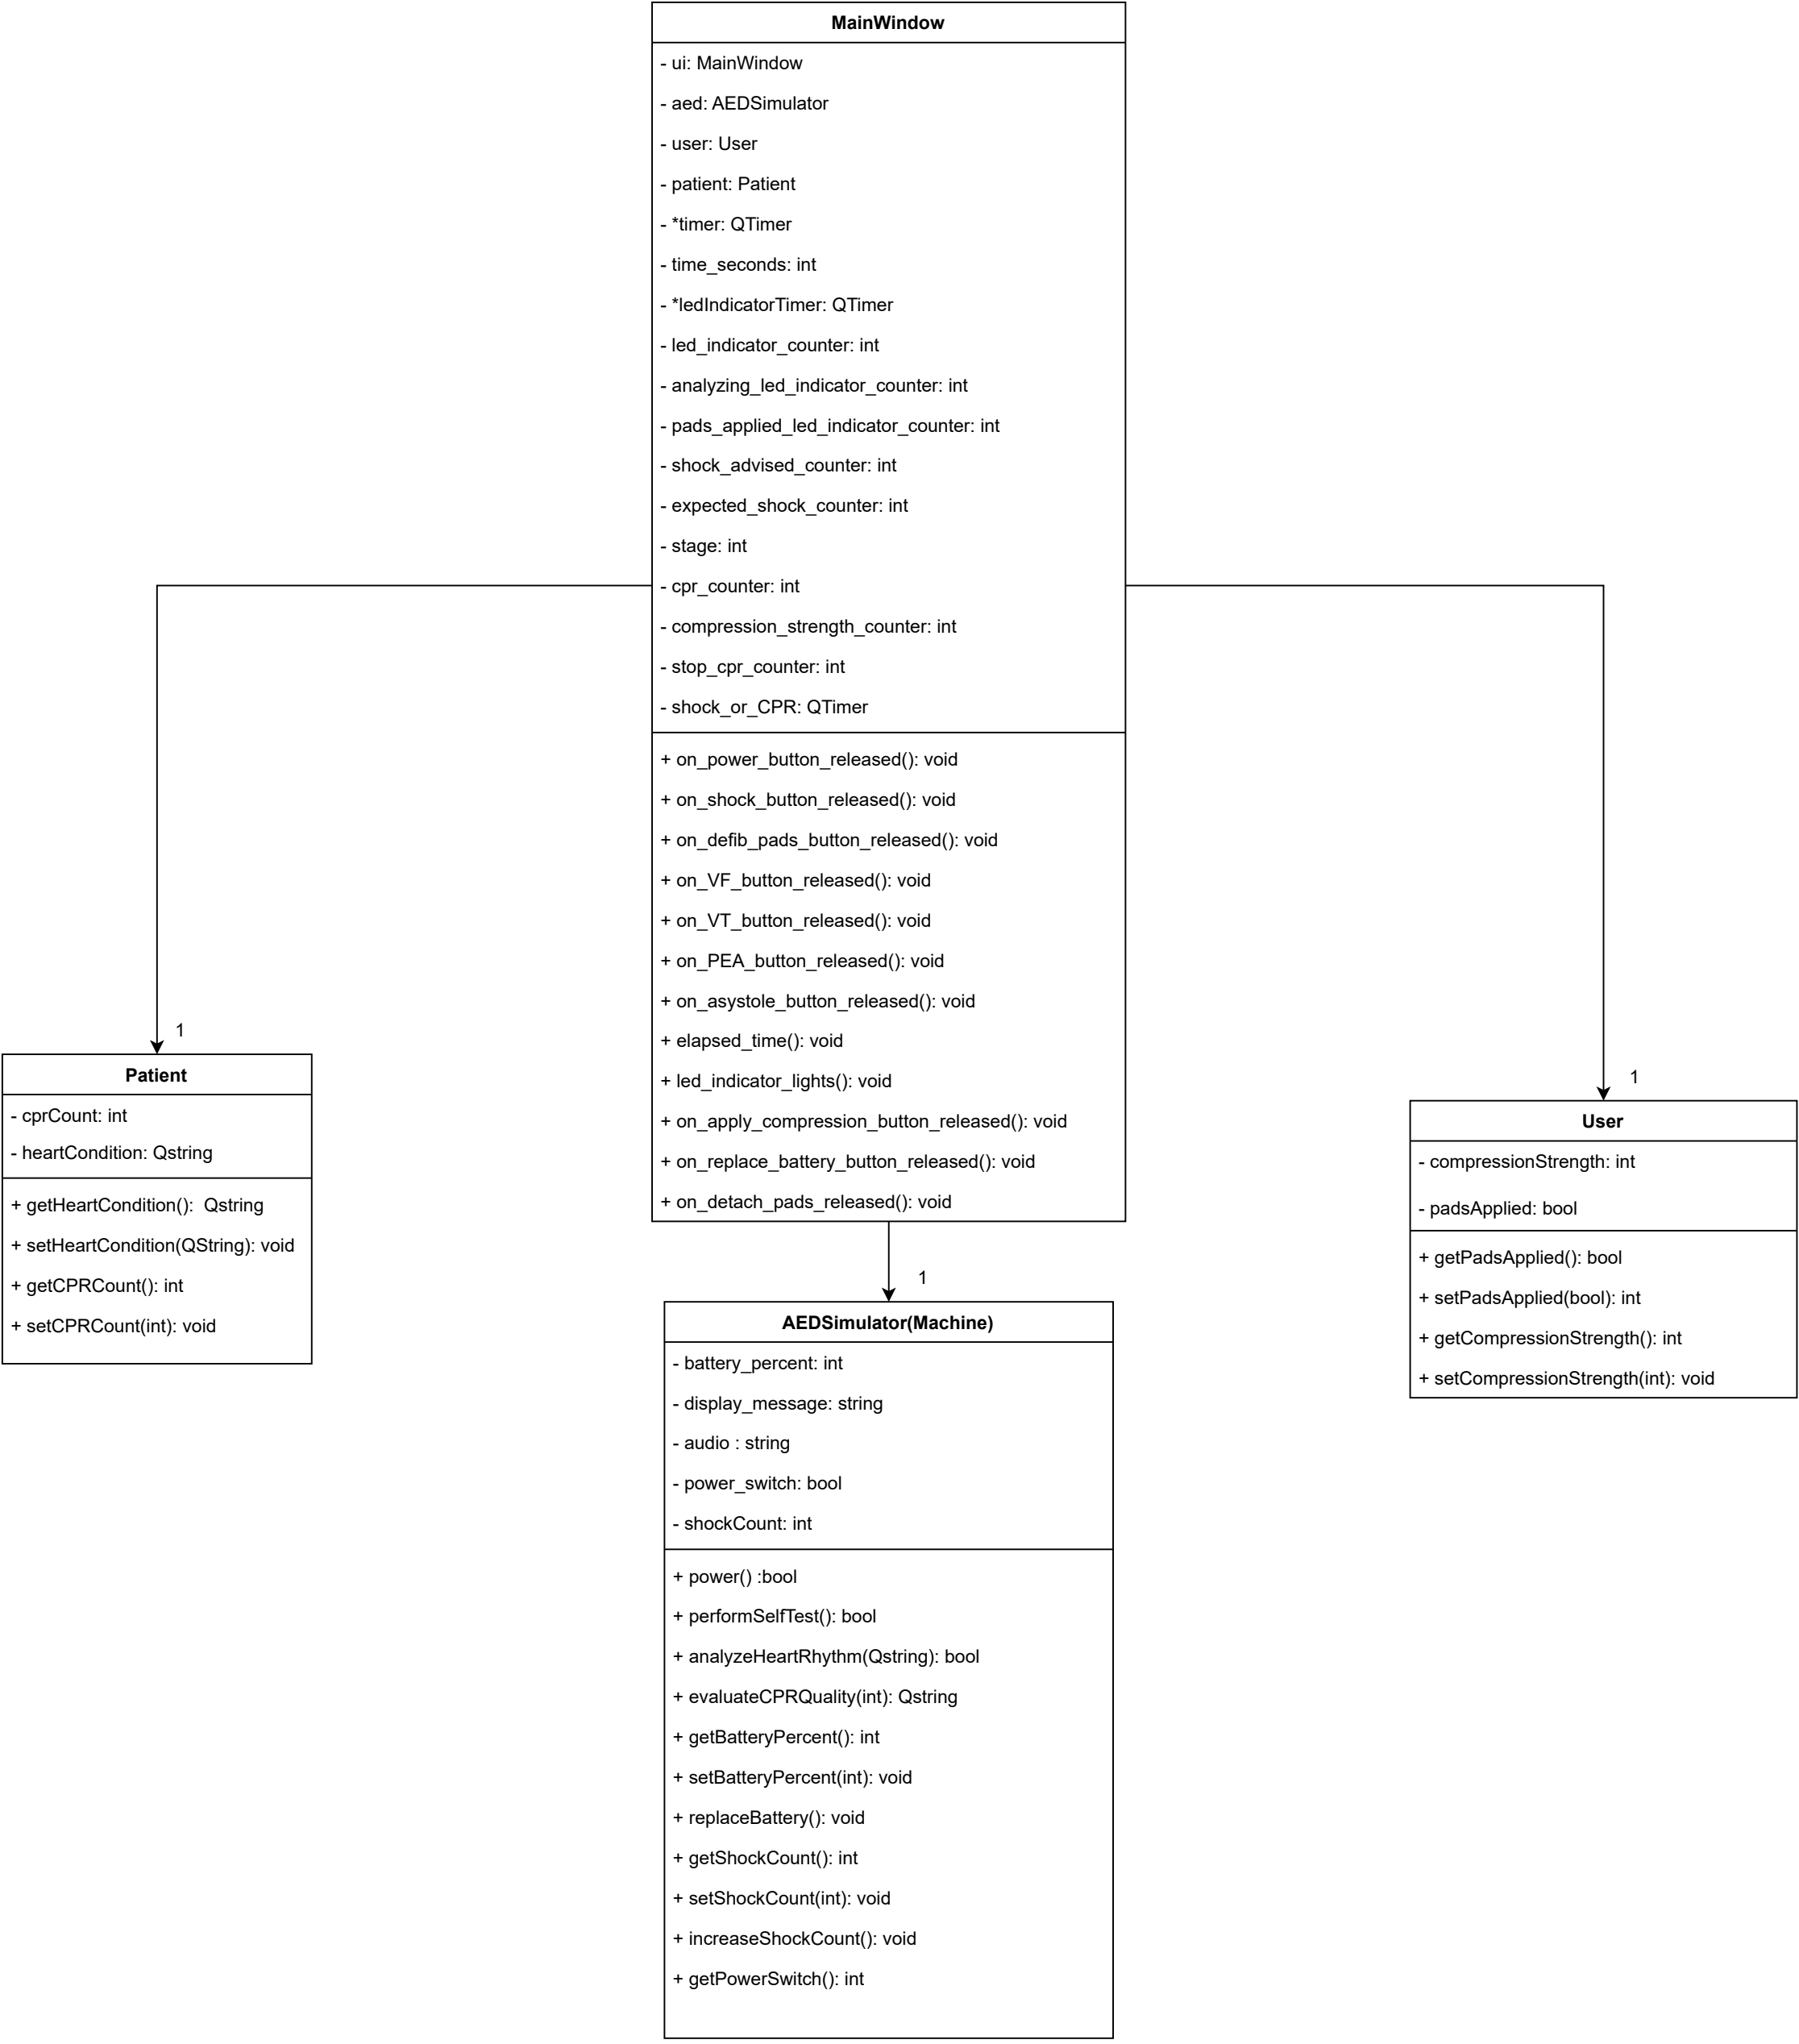 MainWindow
- ui: MainWindow
- aed: AEDSimulator
- user: User
- patient: Patient
- *timer: QTimer
- time_seconds: int
- *ledIndicatorTimer: QTimer
- led_indicator_counter: int
- analyzing_led_indicator_counter: int
- pads_applied_led_indicator_counter: int
- shock_advised_counter: int
- expected_shock_counter: int
- stage: int
- cpr_counter: int
- compression_strength_counter: int
- stop_cpr_counter: int
- shock_or_CPR: QTimer
+ on_power_button_released(): void
+ on_shock_button_released(): void
+ on_defib_pads_button_released(): void
+ on_VF_button_released(): void
+ on_VT_button_released(): void
+ on_PEA_button_released(): void
+ on_asystole_button_released(): void
+ elapsed_time(): void
+ led_indicator_lights(): void
+ on_apply_compression_button_released(): void
+ on_replace_battery_button_released(): void
+ on_detach_pads_released(): void
1
Patient
- cprCount: int
- heartCondition: Qstring
+ getHeartCondition():  Qstring
+ setHeartCondition(QString): void
+ getCPRCount(): int
+ setCPRCount(int): void
1
User
- compressionStrength: int
- padsApplied: bool
+ getPadsApplied(): bool
+ setPadsApplied(bool): int
+ getCompressionStrength(): int
+ setCompressionStrength(int): void
1
AEDSimulator(Machine)
- battery_percent: int
- display_message: string
- audio : string
- power_switch: bool
- shockCount: int
+ power() :bool
+ performSelfTest(): bool
+ analyzeHeartRhythm(Qstring): bool
+ evaluateCPRQuality(int): Qstring
+ getBatteryPercent(): int
+ setBatteryPercent(int): void
+ replaceBattery(): void
+ getShockCount(): int
+ setShockCount(int): void
+ increaseShockCount(): void
+ getPowerSwitch(): int